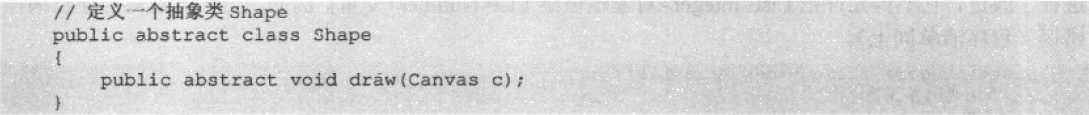 // 定义一个抽象类 Shape
public abstract class Shape
{
    public abstract void draw(Canvas c);
}